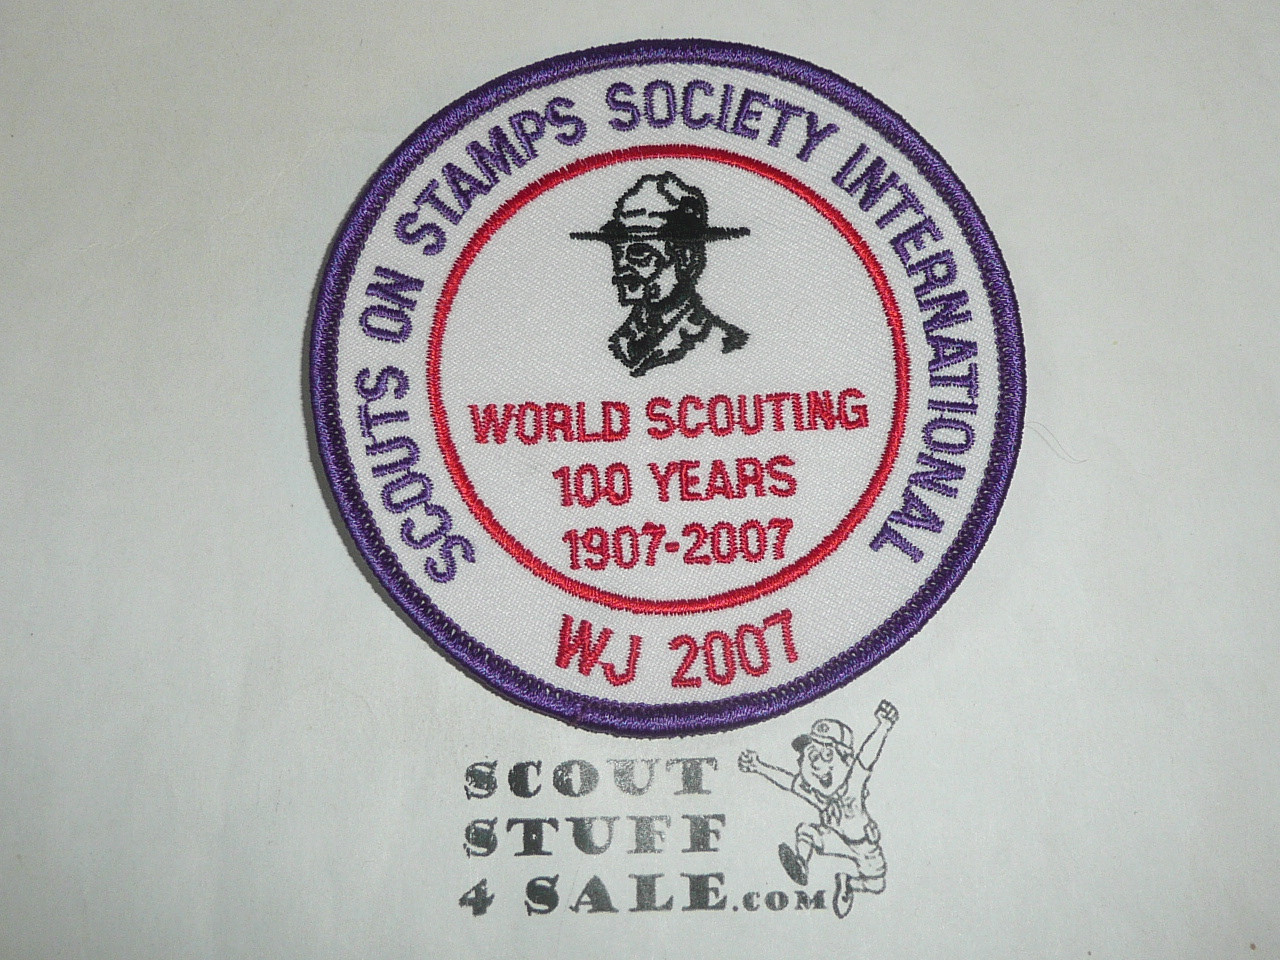 SCOUTS ON STAMPS SOCIETY INTERNATIONAL
WORLD SCOUTING
100 YEARS
1907-2007
WJ 2007
SCOUT
STUFF
4 SALE.COM